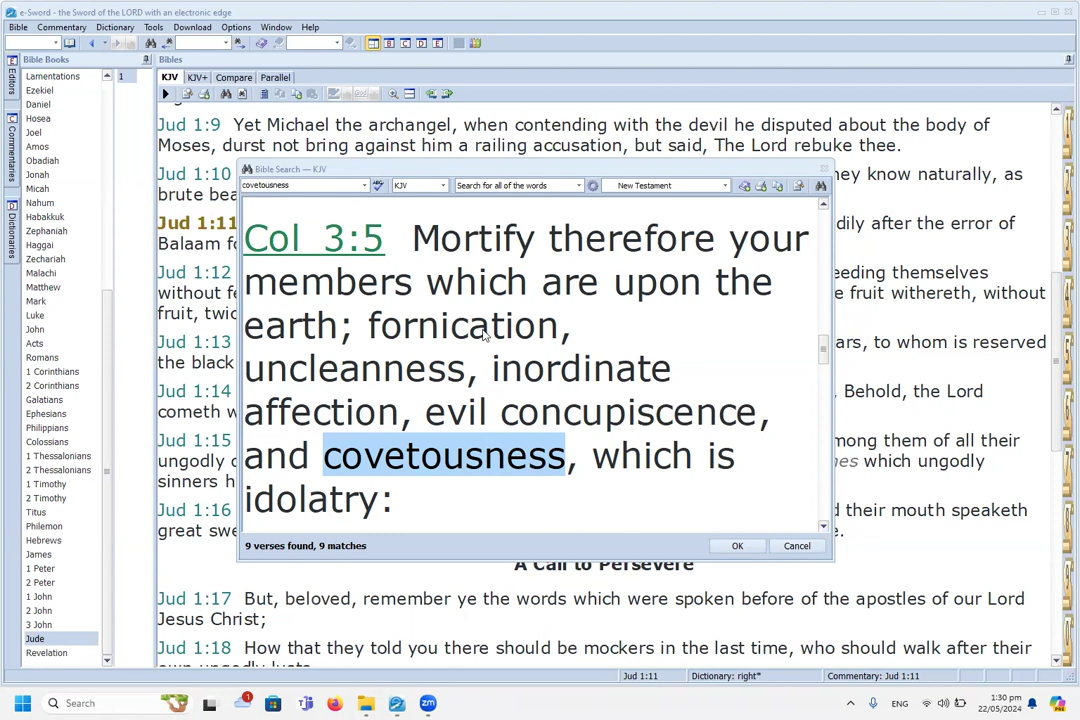 e-Sword - the Sword of the LORD with an electronic edge
Bible Commentary Dictionary Tools Download Options Window Help
B C D E
Bible Books
Bibles
Editors
Commentaries
Dictionaries
Lamentations
Ezekiel
Daniel
Hosea
Joel
Amos
Obadiah
Jonah
Micah
Nahum
Habakkuk
Zephaniah
Haggai
Zechariah
Malachi
Matthew
Mark
Luke
John
Acts
Romans
1 Corinthians
2 Corinthians
Galatians
Ephesians
Philippians
Colossians
1 Thessalonians
2 Thessalonians
1 Timothy
2 Timothy
Titus
Philemon
Hebrews
James
1 Peter
2 Peter
1 John
2 John
3 John
Jude
Revelation
1
KJV KJV+ Compare Parallel
Jud 1:9 Yet Michael the archangel, when contending with the devil he disputed about the body of
Moses, durst not bring against him a railing accusation, but said, The Lord rebuke thee.
Jud 1:10
hey know naturally, as
brute bea
Jud 1:11
dily after the error of
Balaam fo
Jud 1:12
eeding themselves
without fe
e fruit withereth, without
fruit, twic
Jud 1:13
ars, to whom is reserved
the black
Jud 1:14
. Behold, the Lord
cometh w
Jud 1:15
mong them of all their
ungodly d
mes which ungodly
sinners h
Jud 1:16
d their mouth speaketh
great swe
e.
Bible Search — KJV
covetousness KJV Search for all of the words New Testament
Col 3:5 Mortify therefore your
members which are upon the
earth; fornication,
uncleanness, inordinate
affection, evil concupiscence,
and covetousness, which is
idolatry:
9 verses found, 9 matches
OK Cancel
A Call to Persevere
Jud 1:17 But, beloved, remember ye the words which were spoken before of the apostles of our Lord
Jesus Christ;
Jud 1:18 How that they told you there should be mockers in the last time, who should walk after their
own ungodly lusts
Jud 1:11 Dictionary: right* Commentary: Jud 1:11
Search
1
ENG
1:30 pm
22/05/2024